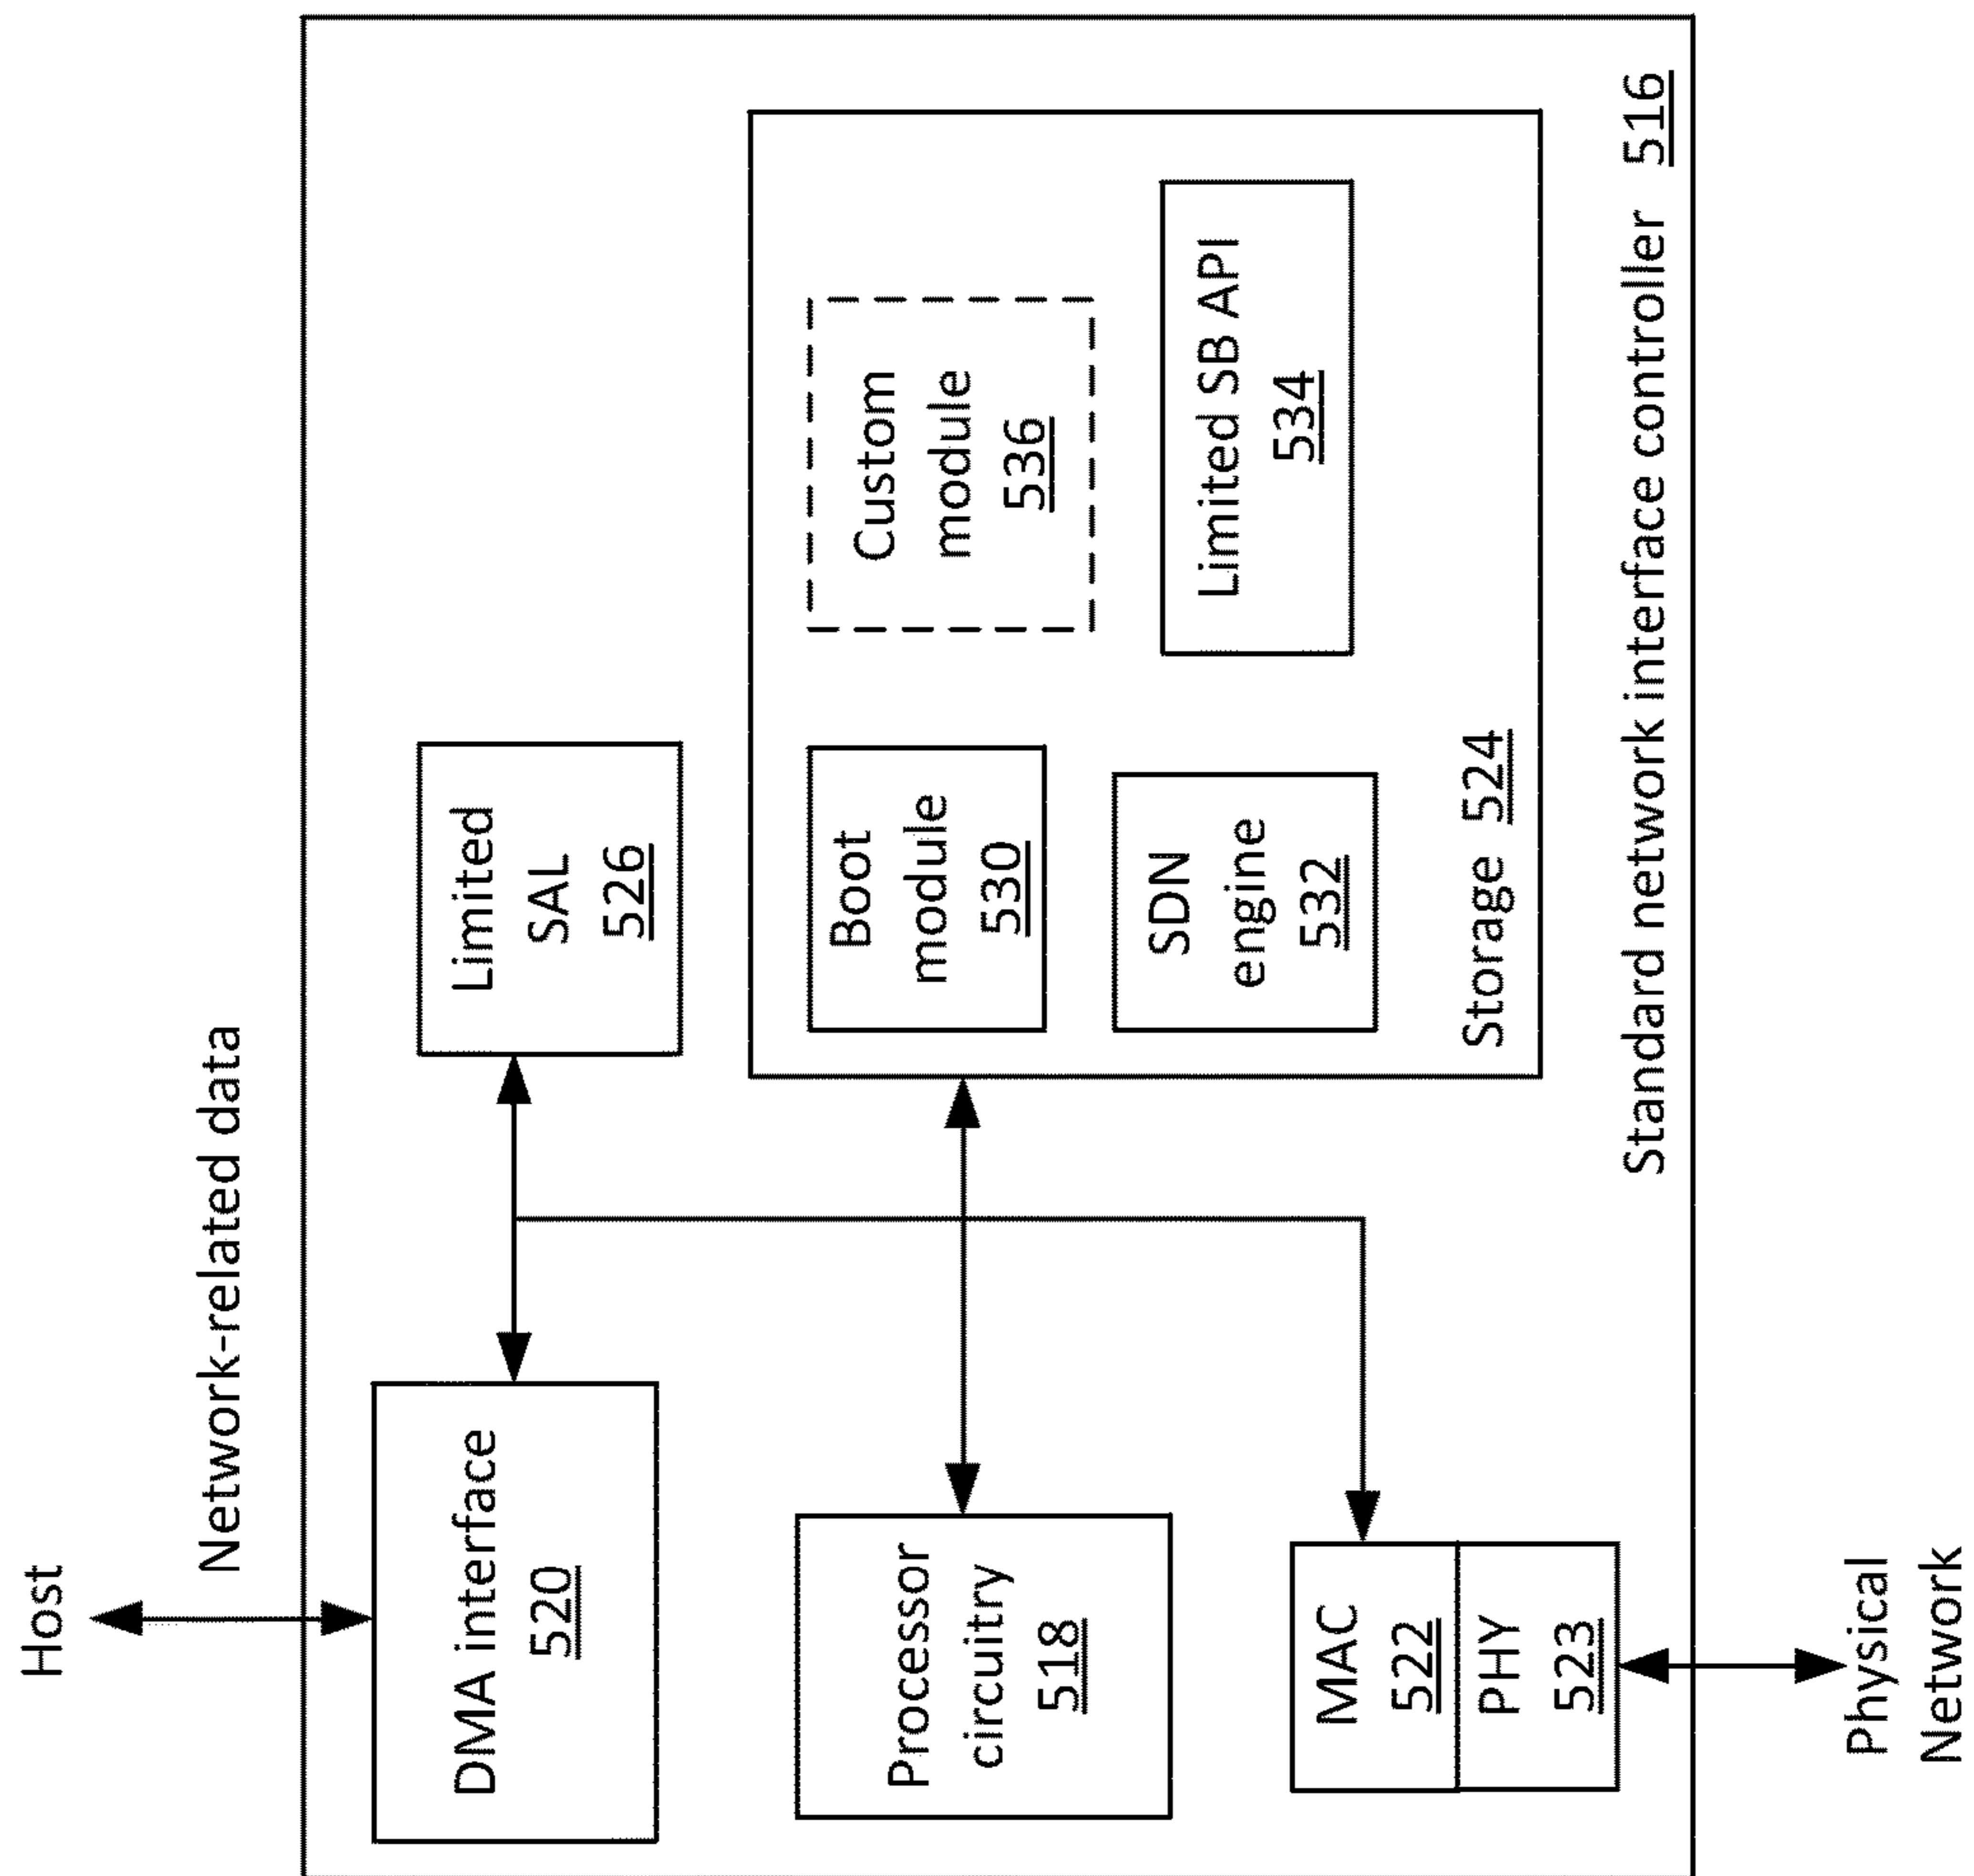 Host
Network-related data
DMA interface
520
Limited
SAL
526
Processor
circuitry
518
Boot
module
530
Custom
module
536
SDN
engine
532
Limited SB API
534
Storage 524
MAC
522
PHY
523
Standard network interface controller 516
Physical
Network